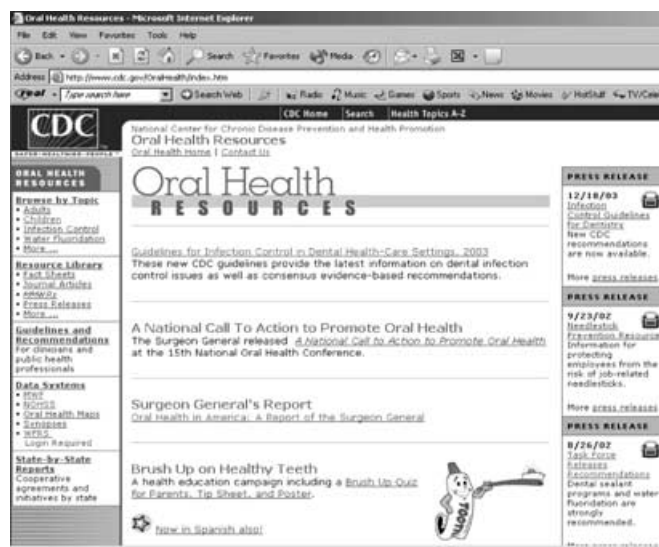 Oral Health Resources - Microsoft Internet Explorer
File Edit View Favorites Tools Help
Back Search Favorites Media
Address http://www.cdc.gov/OralHealth/index.htm
Type search here Search Web Radio Music Games Sports News Movies HotStuff TV/Cele
CDC Home Search Health Topics A-Z
CDC
SAFER·HEALTHIER·PEOPLE™
National Center for Chronic Disease Prevention and Health Promotion
Oral Health Resources
Oral Health Home | Contact Us
ORAL HEALTH
RESOURCES
Browse by Topic
• Adults
• Children
• Infection Control
• Water Fluoridation
• More ...
Resource Library
• Fact Sheets
• Journal Articles
• MMWRs
• Press Releases
• More ...
Guidelines and
Recommendations
For clinicians and
public health
professionals
Data Systems
• MWF
• NOHSS
• Oral Health Maps
• Synopses
• WFRS
Login Required
State-by-State
Reports
Cooperative
agreements and
initiatives by state
Oral Health
RESOURCES
Guidelines for Infection Control in Dental Health-Care Settings, 2003
These new CDC guidelines provide the latest information on dental infection
control issues as well as consensus evidence-based recommendations.
A National Call To Action to Promote Oral Health
The Surgeon General released A National Call to Action to Promote Oral Health
at the 15th National Oral Health Conference.
Surgeon General's Report
Oral Health in America: A Report of the Surgeon General
Brush Up on Healthy Teeth
A health education campaign including a Brush Up Quiz
for Parents, Tip Sheet, and Poster.
Now in Spanish also!
TOOTH
PRESS RELEASE
12/18/03
Infection
Control Guidelines
for Dentistry
New CDC
recommendations
are now available.
More press releases
PRESS RELEASE
9/23/02
Needlestick
Prevention Resource
Information for
protecting
employees from the
risk of job-related
needlesticks.
More press releases
PRESS RELEASE
8/26/02
Task Force
Releases
Recommendations
Dental sealant
programs and water
fluoridation are
strongly
recommended.
More press releases